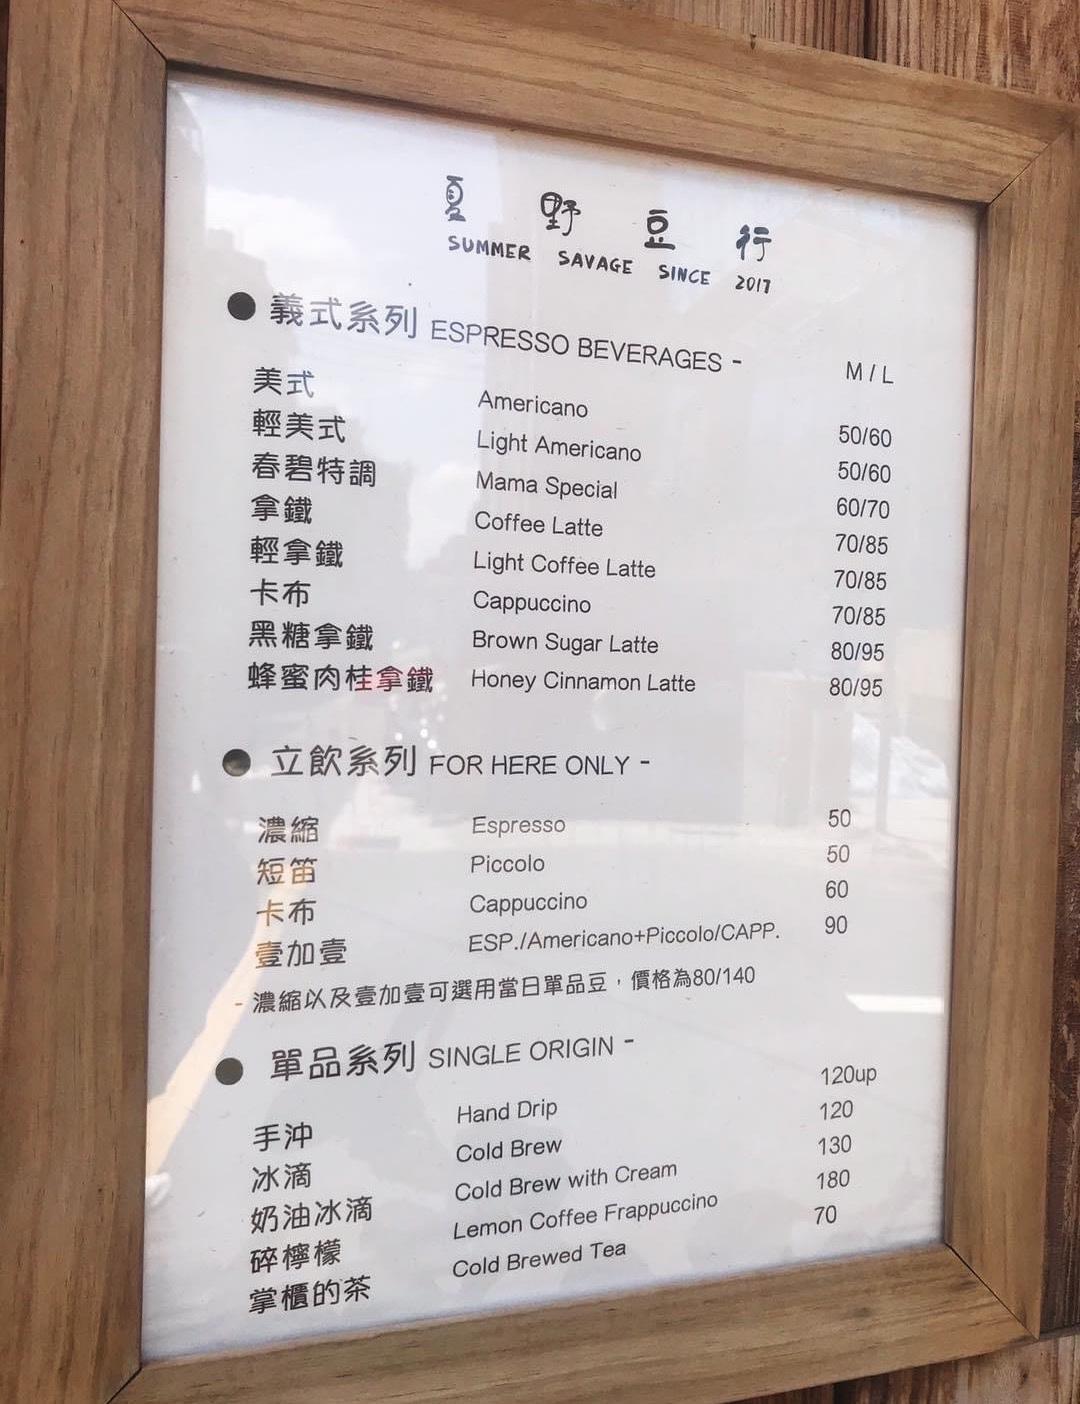 夏 野 豆 行
SUMMER SAVAGE SINCE 2017
● 義式系列 ESPRESSO BEVERAGES - M / L
美式 Americano 50/60
輕美式 Light Americano 50/60
春碧特調 Mama Special 60/70
拿鐵 Coffee Latte 70/85
輕拿鐵 Light Coffee Latte 70/85
卡布 Cappuccino 70/85
黑糖拿鐵 Brown Sugar Latte 80/95
蜂蜜肉桂拿鐵 Honey Cinnamon Latte 80/95
● 立飲系列 FOR HERE ONLY -
濃縮 Espresso 50
短笛 Piccolo 50
卡布 Cappuccino 60
壹加壹 ESP./Americano+Piccolo/CAPP. 90
- 濃縮以及壹加壹可選用當日單品豆，價格為80/140
● 單品系列 SINGLE ORIGIN -
手沖 Hand Drip 120up
冰滴 Cold Brew 120
奶油冰滴 Cold Brew with Cream 130
碎檸檬 Lemon Coffee Frappuccino 180
掌櫃的茶 Cold Brewed Tea 70